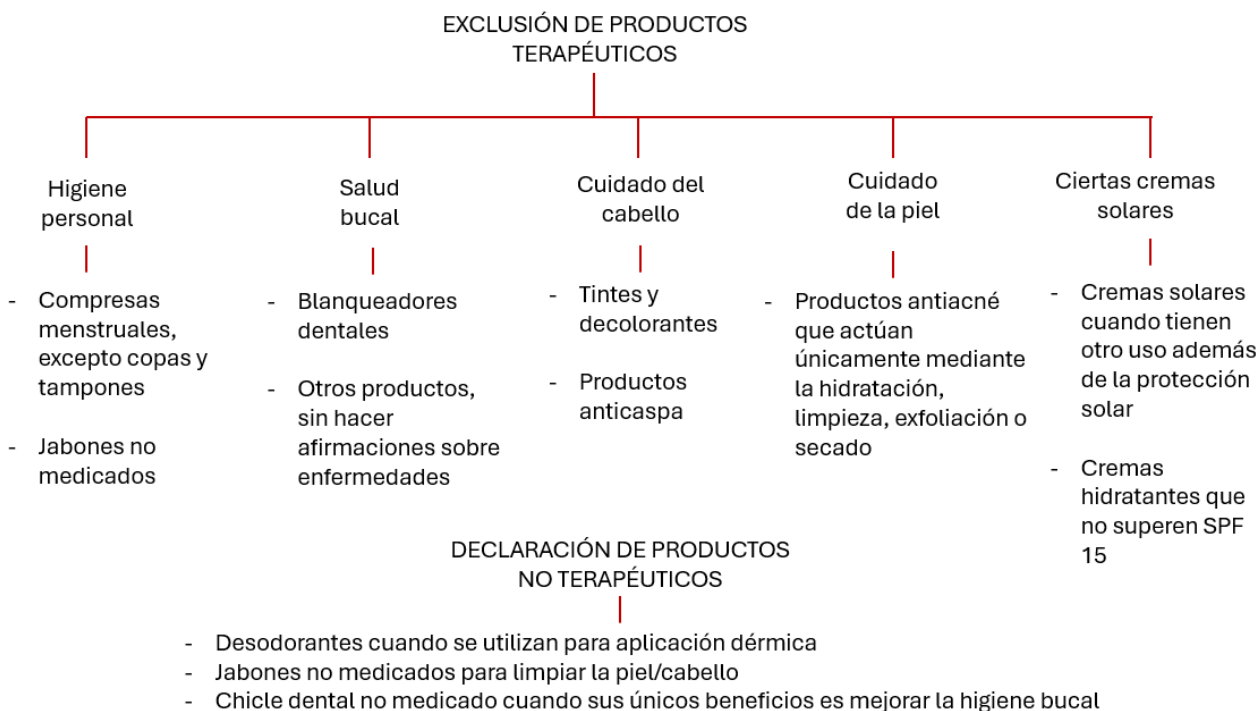 EXCLUSIÓN DE PRODUCTOS
TERAPÉUTICOS
Higiene
personal
- Compresas
menstruales,
excepto copas y
tampones
- Jabones no
medicados
Salud
bucal
- Blanqueadores
dentales
- Otros productos,
sin hacer
afirmaciones sobre
enfermedades
Cuidado del
cabello
- Tintes y
decolorantes
- Productos
anticaspa
Cuidado
de la piel
- Productos antiacné
que actúan
únicamente mediante
la hidratación,
limpieza, exfoliación o
secado
Ciertas cremas
solares
- Cremas solares
cuando tienen
otro uso además
de la protección
solar
- Cremas
hidratantes que
no superen SPF
15
DECLARACIÓN DE PRODUCTOS
NO TERAPÉUTICOS
- Desodorantes cuando se utilizan para aplicación dérmica
- Jabones no medicados para limpiar la piel/cabello
- Chicle dental no medicado cuando sus únicos beneficios es mejorar la higiene bucal